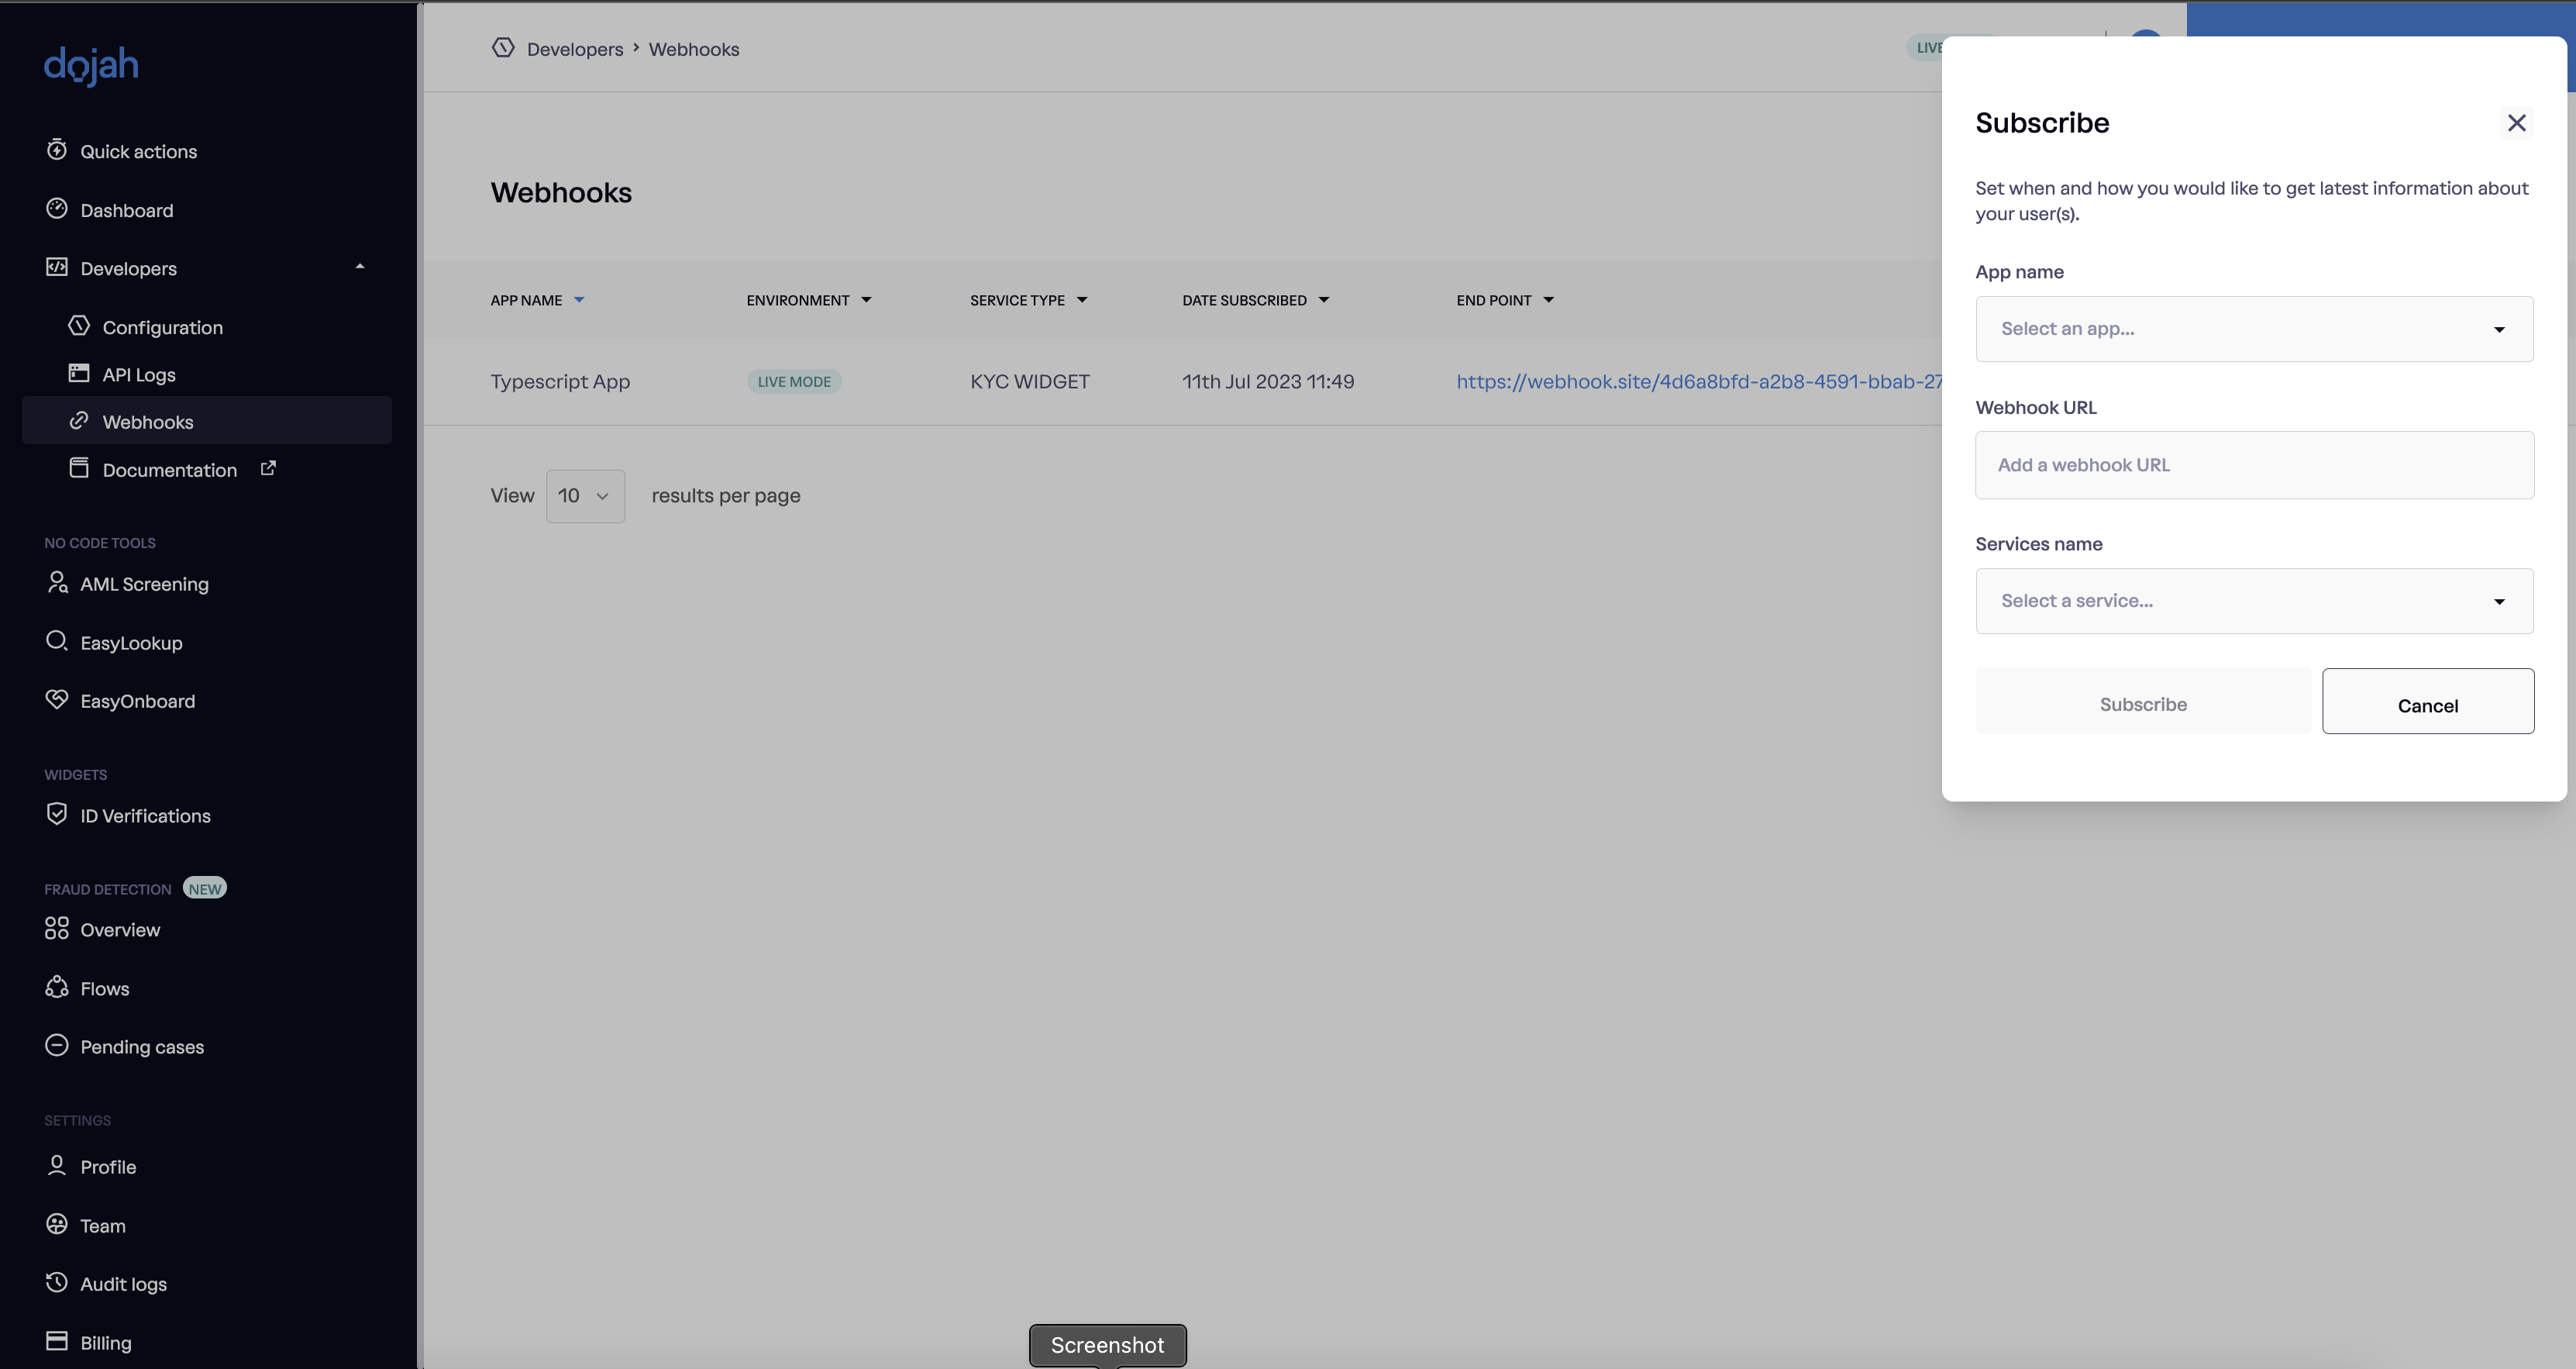 dojah
Quick actions
Dashboard
Developers
Configuration
API Logs
Webhooks
Documentation
NO CODE TOOLS
AML Screening
EasyLookup
EasyOnboard
WIDGETS
ID Verifications
FRAUD DETECTION NEW
Overview
Flows
Pending cases
SETTINGS
Profile
Team
Audit logs
Billing
Developers > Webhooks
LIVE
Webhooks
APP NAME ENVIRONMENT SERVICE TYPE DATE SUBSCRIBED END POINT
Typescript App LIVE MODE KYC WIDGET 11th Jul 2023 11:49 https://webhook.site/4d6a8bfd-a2b8-4591-bbab-27
View 10 results per page
Subscribe
Set when and how you would like to get latest information about
your user(s).
App name
Select an app...
Webhook URL
Add a webhook URL
Services name
Select a service...
Subscribe Cancel
Screenshot